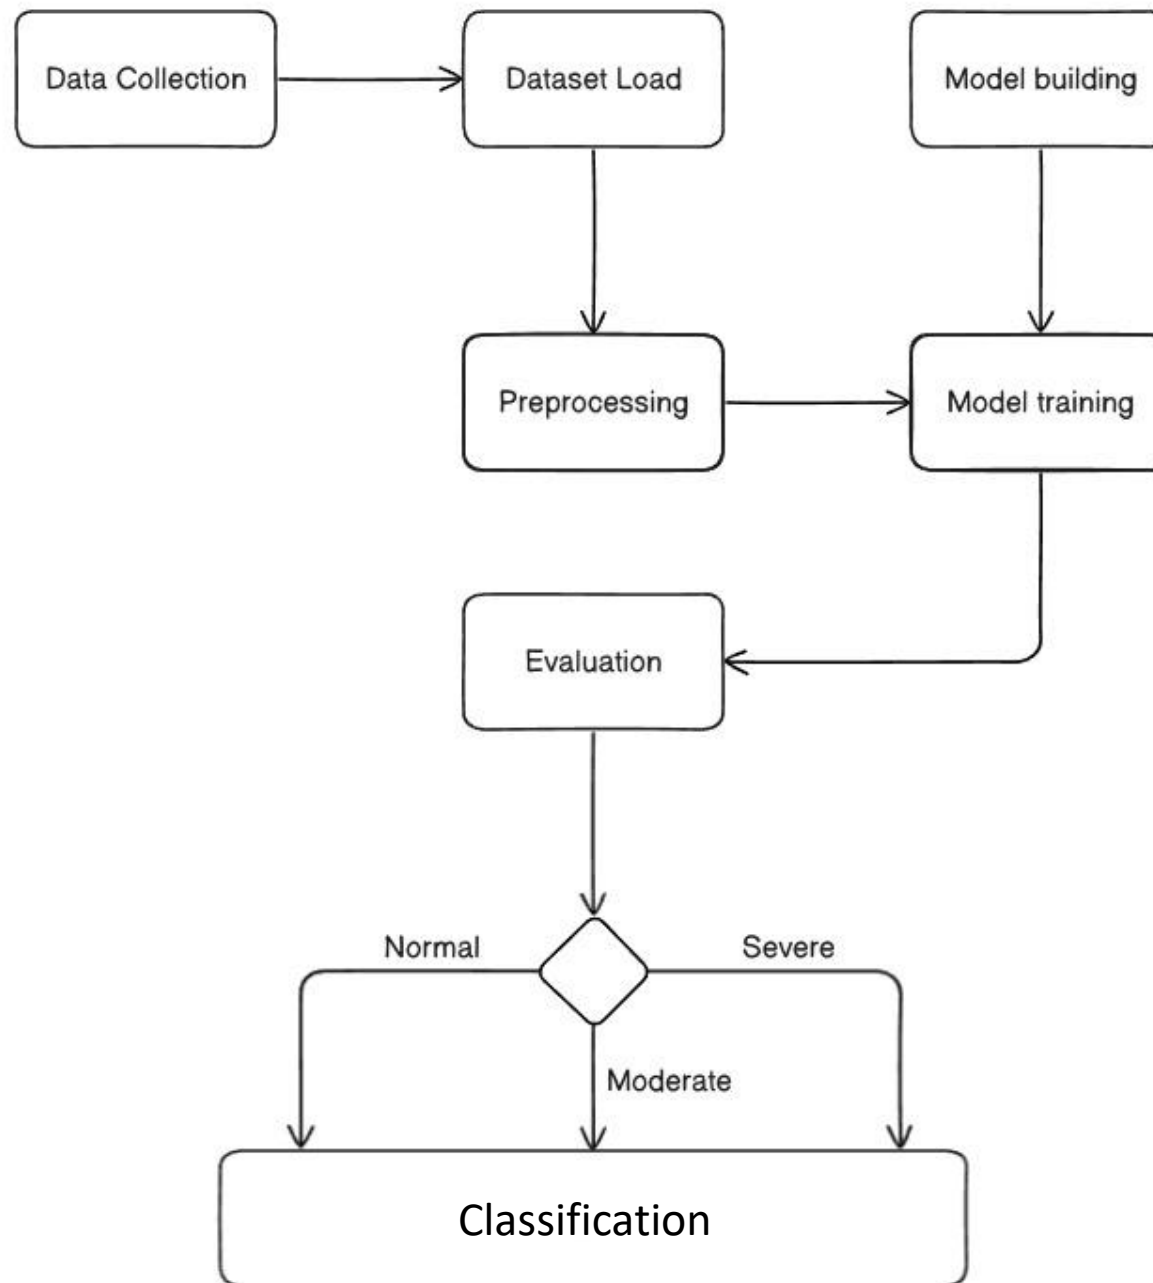 Data Collection
Dataset Load
Model building
Preprocessing
Model training
Evaluation
Normal
Severe
Moderate
Classification